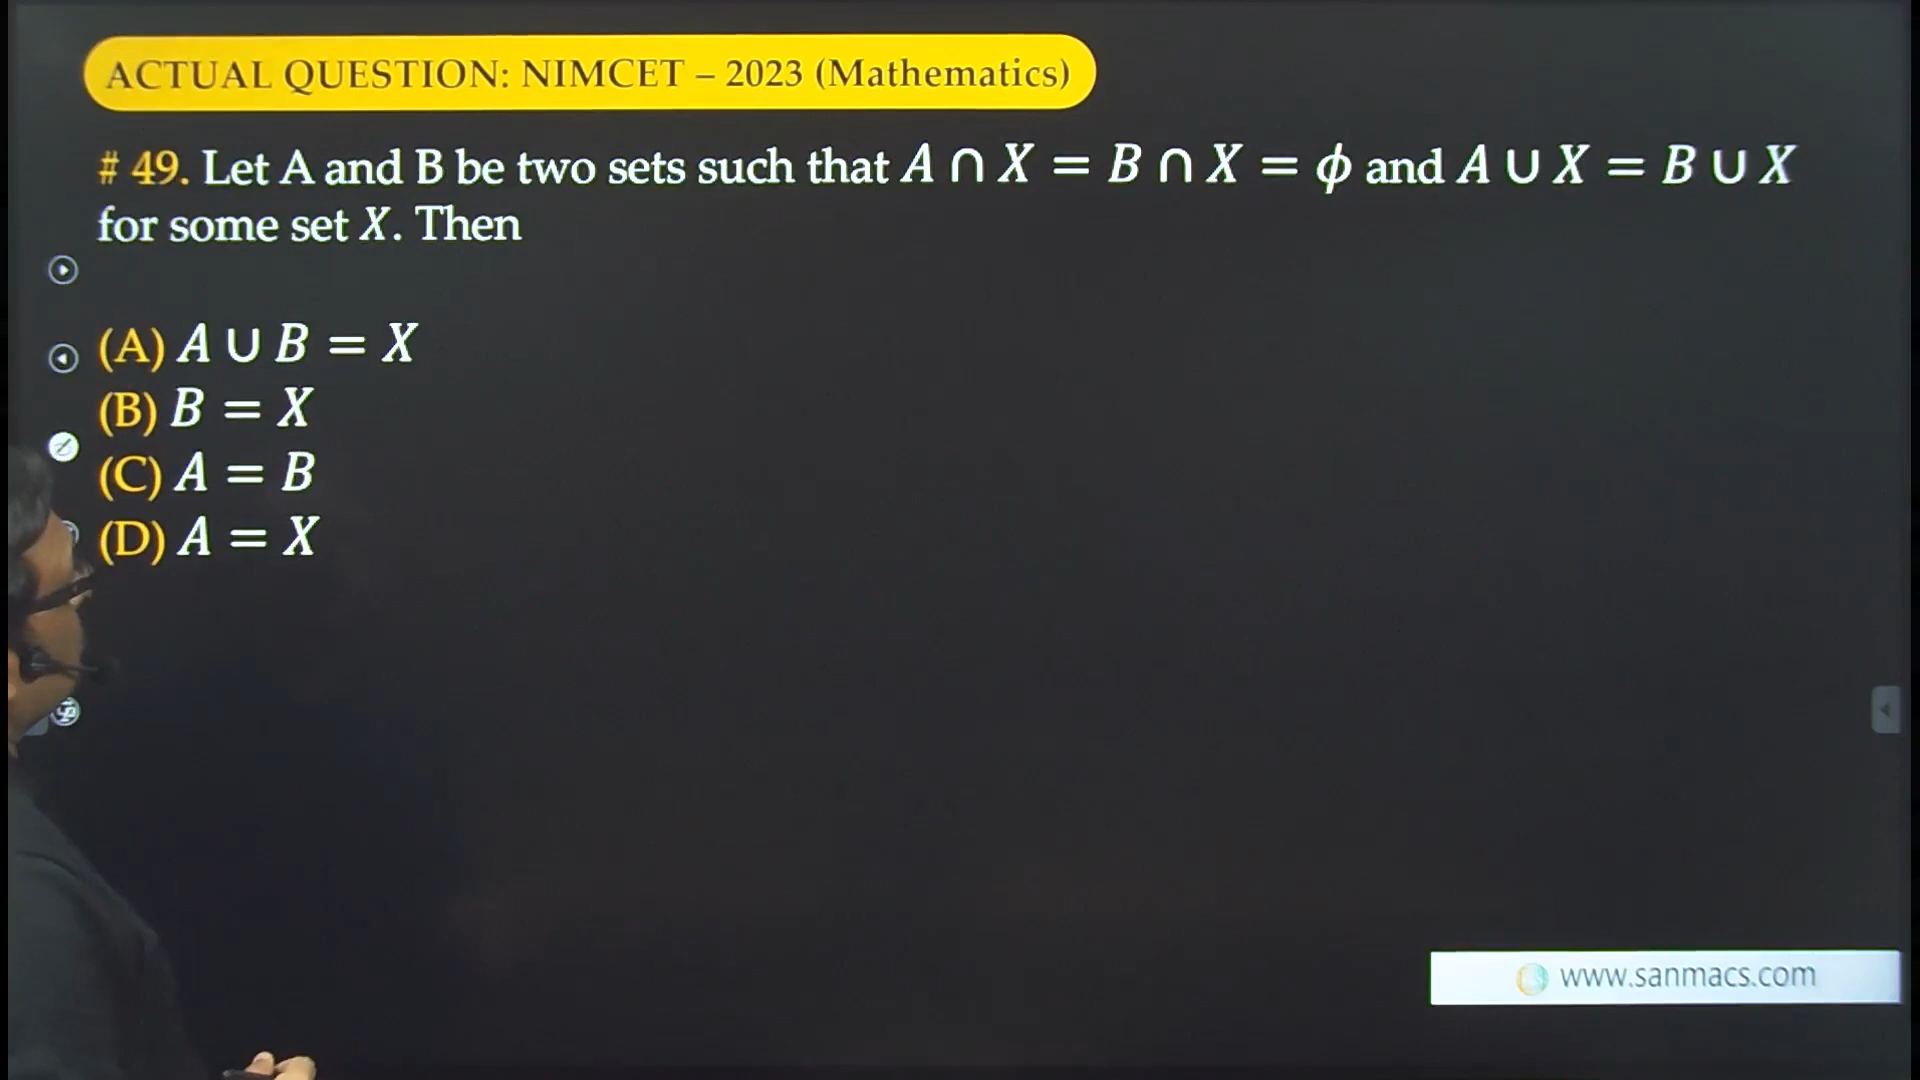 ACTUAL QUESTION: NIMCET – 2023 (Mathematics)
# 49. Let A and B be two sets such that A ∩ X = B ∩ X = ϕ and A ∪ X = B ∪ X
for some set X. Then
(A) A ∪ B = X
(B) B = X
(C) A = B
(D) A = X
www.sanmacs.com